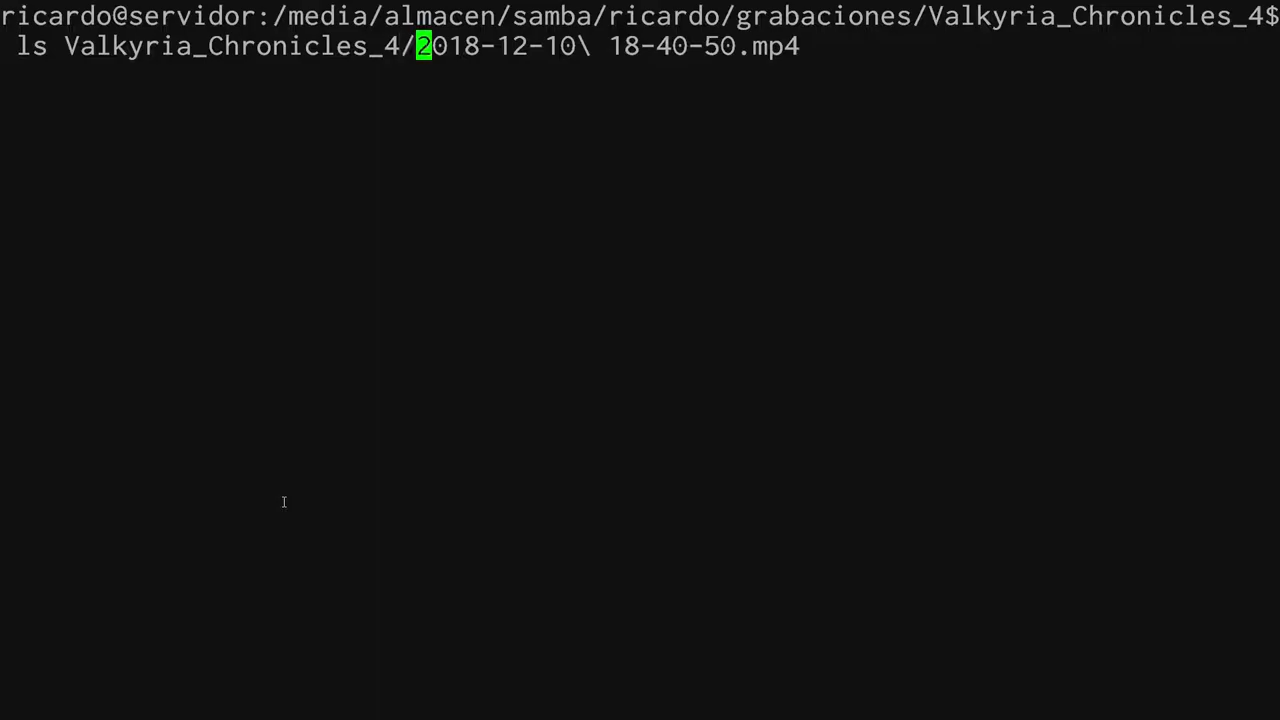 ricardo@servidor:/media/almacen/samba/ricardo/grabaciones/Valkyria_Chronicles_4$
ls Valkyria_Chronicles_4/2018-12-10\ 18-40-50.mp4